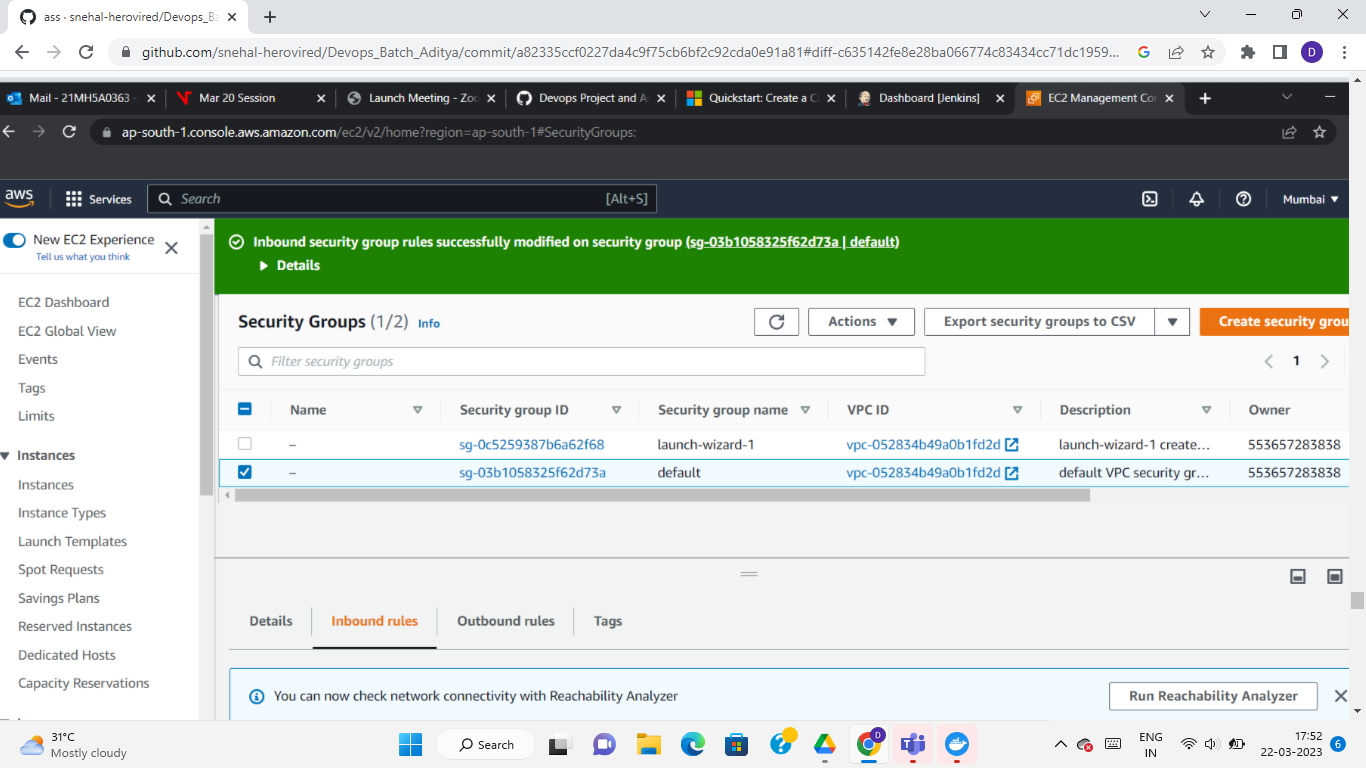 ass · snehal-herovired/Devops_Ba
github.com/snehal-herovired/Devops_Batch_Aditya/commit/a82335ccf0227da4c9f75cb6bf2c92cda0e91a81#diff-c635142fe8e28ba066774c83434cc71dc1959...
D
Mail - 21MH5A0363 -
Mar 20 Session
Launch Meeting - Zoo
Devops Project and A
Quickstart: Create a C
Dashboard [Jenkins]
EC2 Management Co
ap-south-1.console.aws.amazon.com/ec2/v2/home?region=ap-south-1#SecurityGroups:
aws
Services
Search
[Alt+S]
Mumbai
New EC2 Experience
Tell us what you think
EC2 Dashboard
EC2 Global View
Events
Tags
Limits
Instances
Instances
Instance Types
Launch Templates
Spot Requests
Savings Plans
Reserved Instances
Dedicated Hosts
Capacity Reservations
Inbound security group rules successfully modified on security group (sg-03b1058325f62d73a | default)
Details
Security Groups (1/2) Info
Actions
Export security groups to CSV
Create security grou
Filter security groups
1
Name Security group ID Security group name VPC ID Description Owner
– sg-0c5259387b6a62f68 launch-wizard-1 vpc-052834b49a0b1fd2d launch-wizard-1 create... 553657283838
– sg-03b1058325f62d73a default vpc-052834b49a0b1fd2d default VPC security gr... 553657283838
Details
Inbound rules
Outbound rules
Tags
You can now check network connectivity with Reachability Analyzer
Run Reachability Analyzer
31°C
Mostly cloudy
Search
D
ENG
IN
17:52
22-03-2023
6